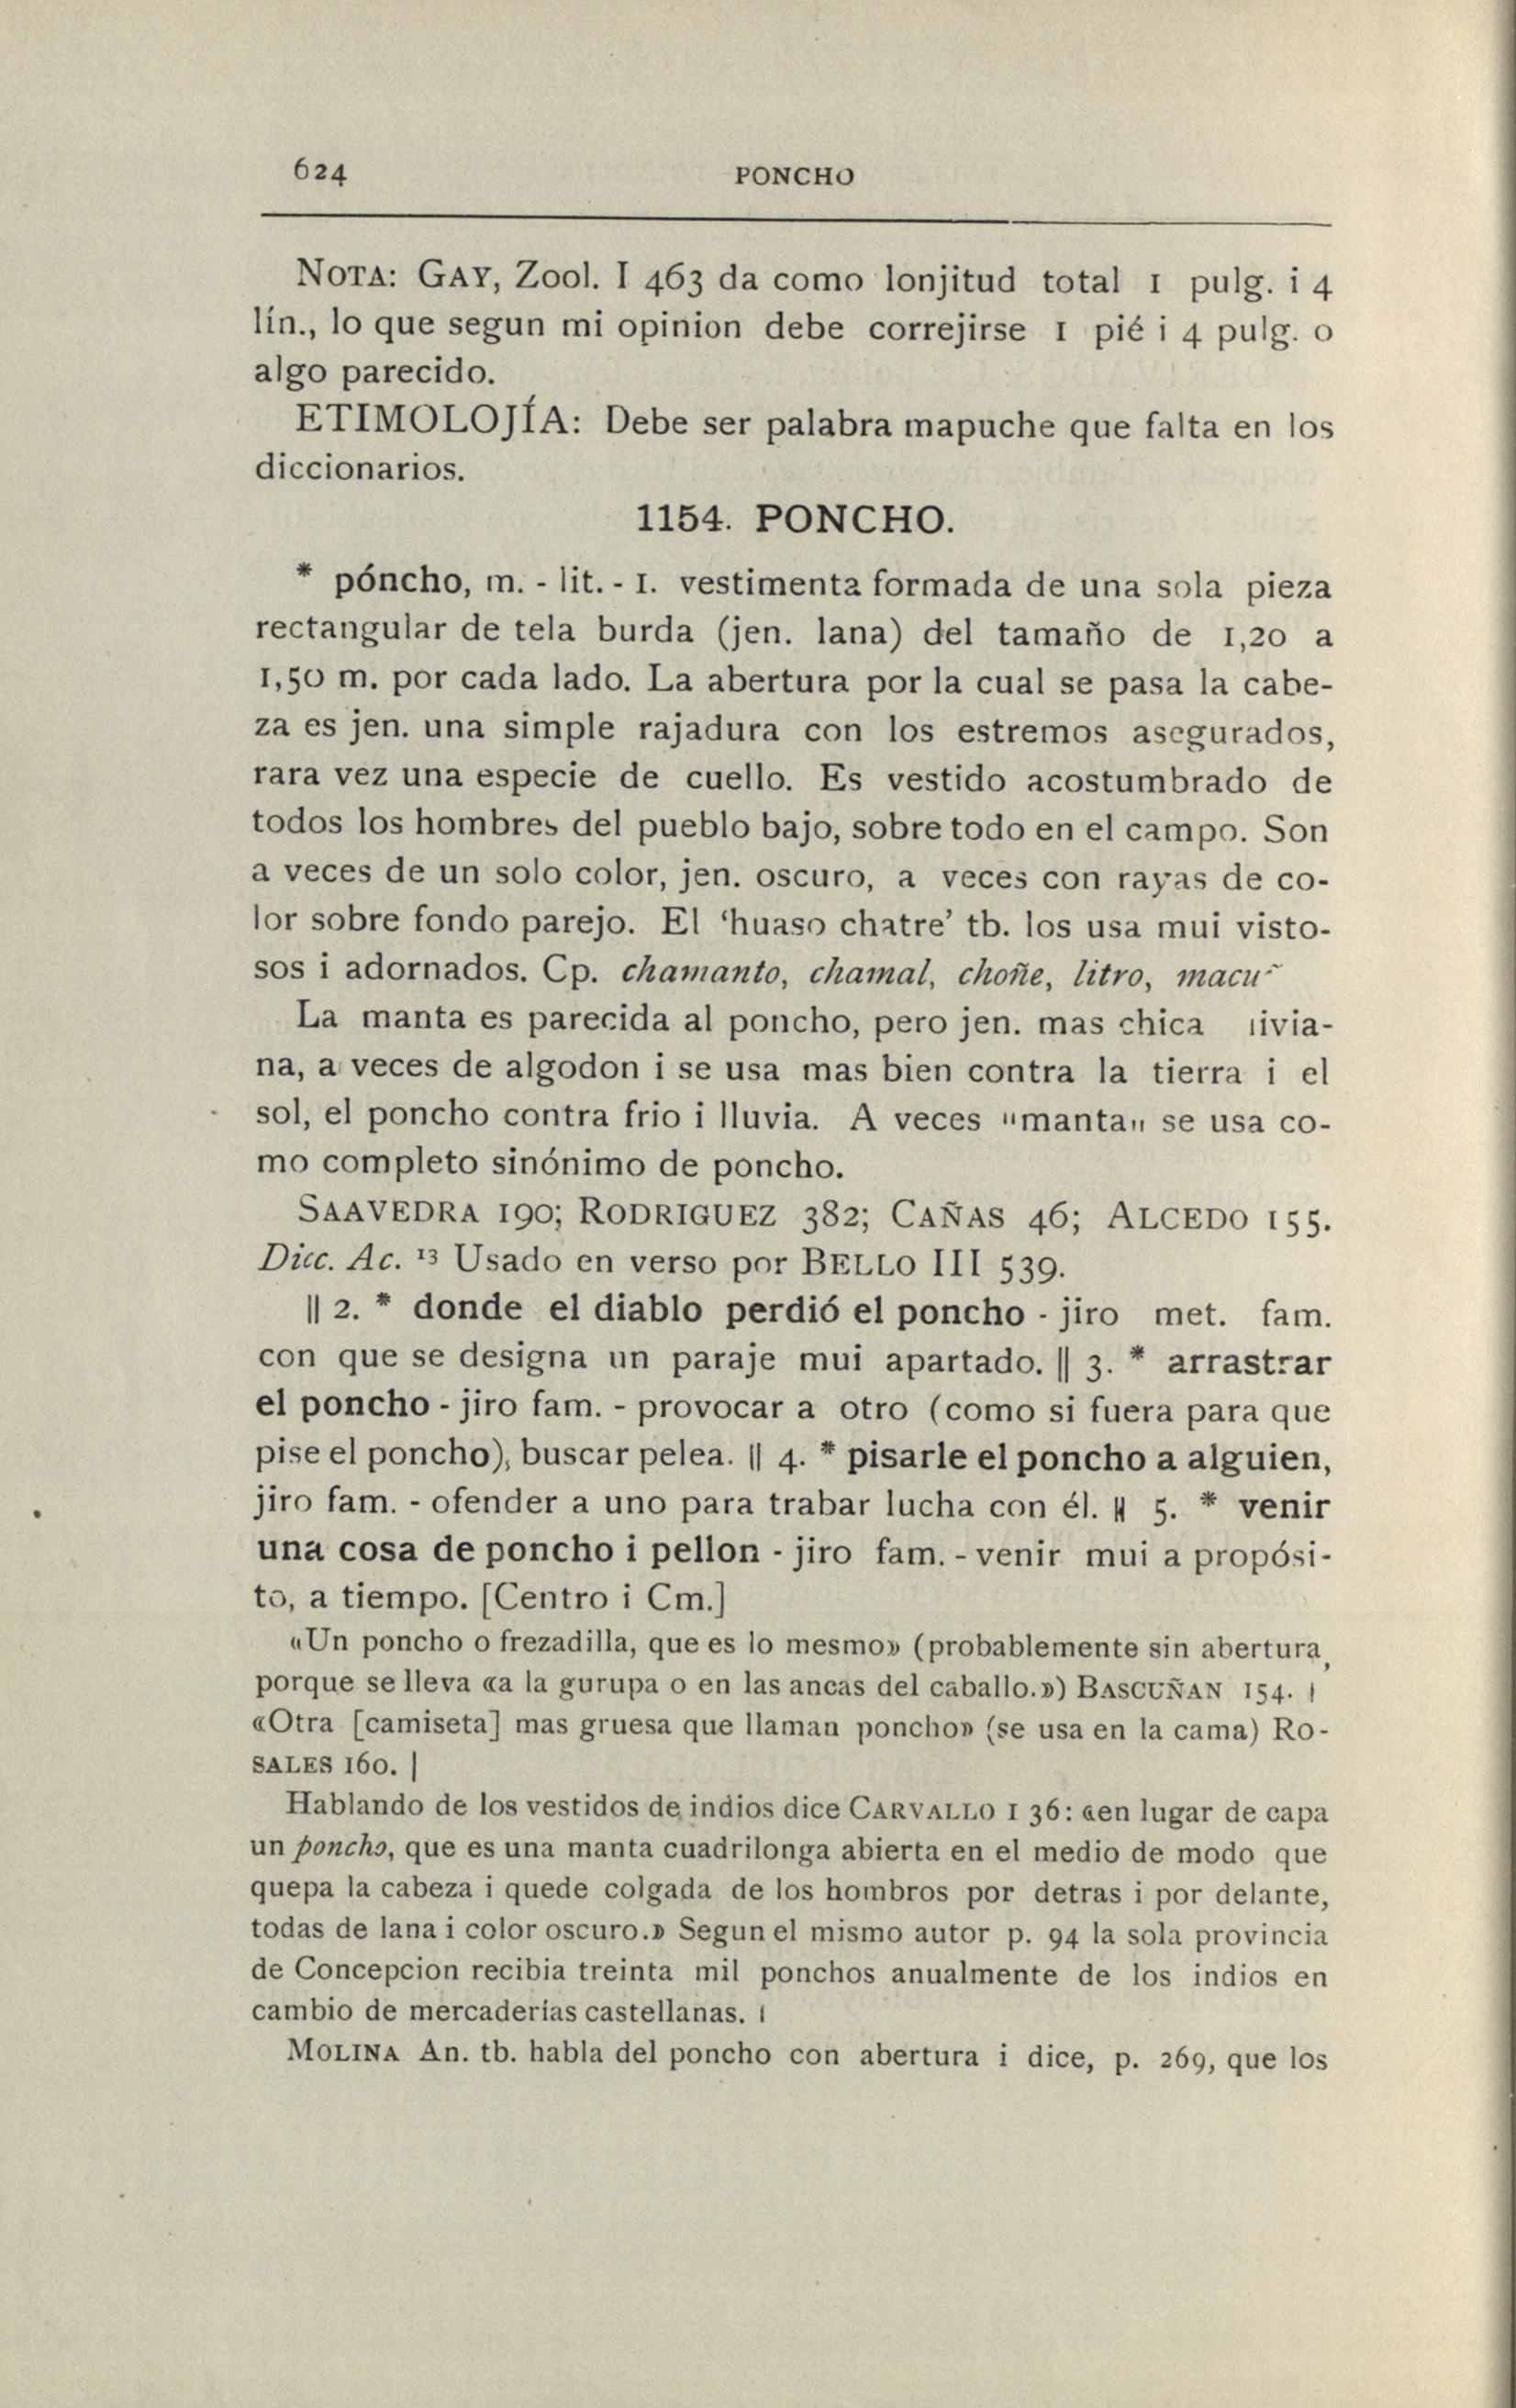 624
PONCHO
NOTA: GAY, Zool. I 463 da como lonjitud total 1 pulg. i 4
lín., lo que segun mi opinion debe correjirse 1 pié i 4 pulg. o
algo parecido.
ETIMOLOJÍA: Debe ser palabra mapuche que falta en los
diccionarios.
1154. PONCHO.
* póncho, m. - lit. - 1. vestimenta formada de una sola pieza
rectangular de tela burda (jen. lana) del tamaño de 1,20 a
1,50 m. por cada lado. La abertura por la cual se pasa la cabe-
za es jen. una simple rajadura con los estremos asegurados,
rara vez una especie de cuello. Es vestido acostumbrado de
todos los hombres del pueblo bajo, sobre todo en el campo. Son
a veces de un solo color, jen. oscuro, a veces con rayas de co-
lor sobre fondo parejo. El ‘huaso chatre’ tb. los usa mui visto-
sos i adornados. Cp. chamanto, chamal, choñe, litro,
La manta es parecida al poncho, pero jen. mas chica livia-
na, a veces de algodon i se usa mas bien contra la tierra i el
sol, el poncho contra frio i lluvia. A veces "manta" se usa co-
mo completo sinónimo de poncho.
SAAVEDRA 190; RODRIGUEZ 382; CAÑAS 46; ALCEDO 155.
Dicc. Ac. 13 Usado en verso por BELLO III 539.
|| 2. * donde el diablo perdió el poncho - jiro met. fam.
con que se designa un paraje mui apartado. || 3. * arrastrar
el poncho - jiro fam. - provocar a otro (como si fuera para que
pise el poncho), buscar pelea. || 4. * pisarle el poncho a alguien,
jiro fam. - ofender a uno para trabar lucha con él. || 5. * venir
una cosa de poncho i pellon - jiro fam. - venir mui a propósi-
to, a tiempo. [Centro i Cm.]
«Un poncho o frezadilla, que es lo mesmo» (probablemente sin abertura,
porque se lleva «a la gurupa o en las ancas del caballo.») BASCUÑAN 154. |
«Otra [camiseta] mas gruesa que llaman poncho» (se usa en la cama) RO-
SALES 160. |
Hablando de los vestidos de indios dice CARVALLO I 36: «en lugar de capa
un poncho, que es una manta cuadrilonga abierta en el medio de modo que
quepa la cabeza i quede colgada de los hombros por detras i por delante,
todas de lana i color oscuro.» Segun el mismo autor p. 94 la sola provincia
de Concepcion recibia treinta mil ponchos anualmente de los indios en
cambio de mercaderías castellanas. |
MOLINA An. tb. habla del poncho con abertura i dice, p. 269, que los